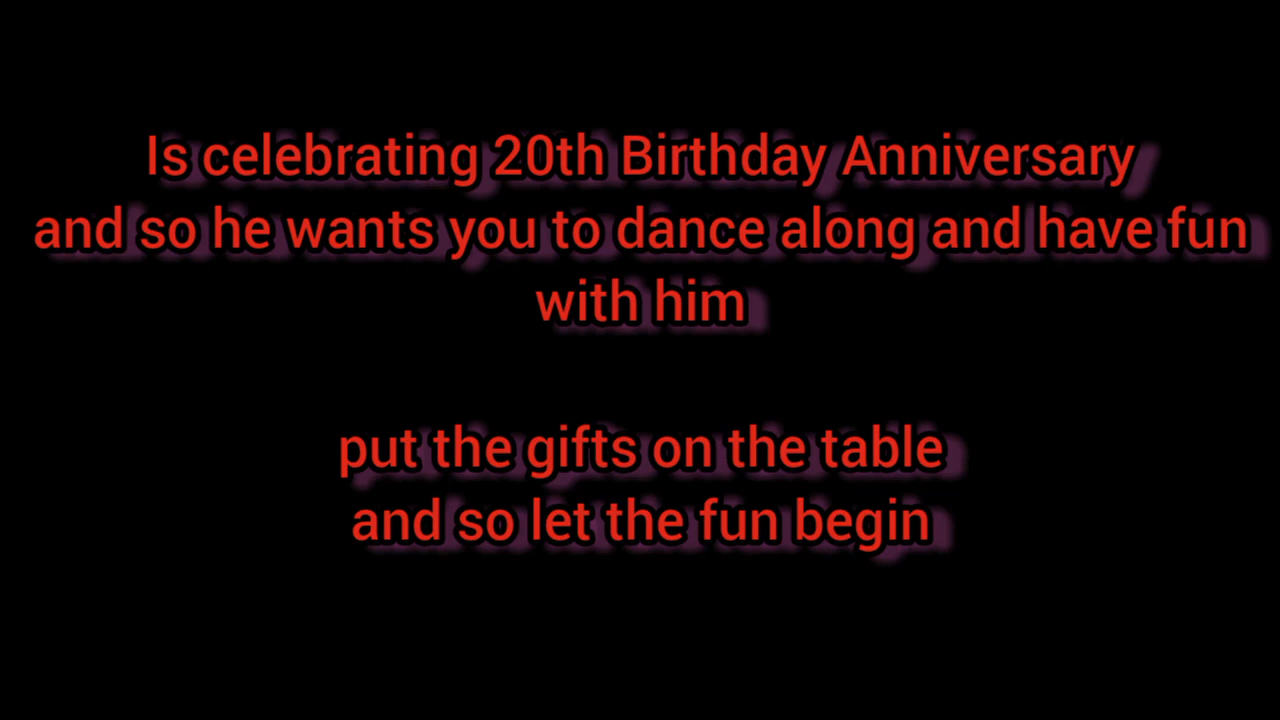 Is celebrating 20th Birthday Anniversary
and so he wants you to dance along and have fun
with him
put the gifts on the table
and so let the fun begin